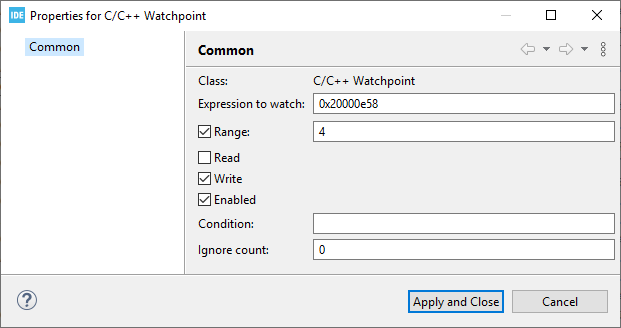 IDE Properties for C/C++ Watchpoint
Common
Common
Class: C/C++ Watchpoint
Expression to watch: 0x20000e58
Range: 4
Read
Write
Enabled
Condition:
Ignore count: 0
? Apply and Close Cancel